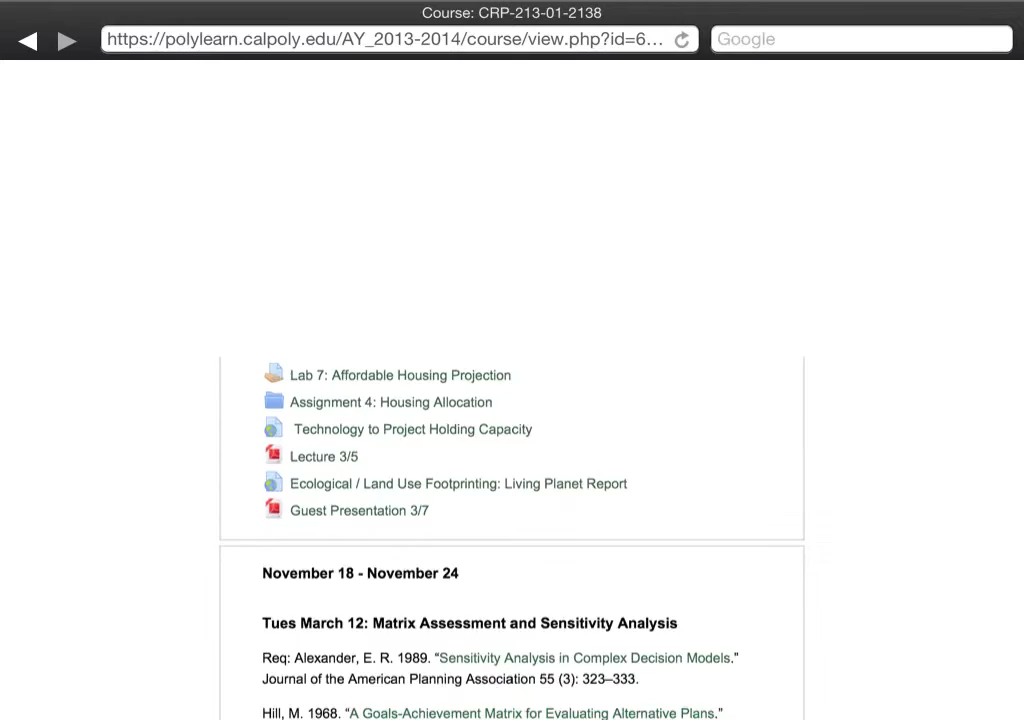 Course: CRP-213-01-2138
https://polylearn.calpoly.edu/AY_2013-2014/course/view.php?id=6...
Google
Lab 7: Affordable Housing Projection
Assignment 4: Housing Allocation
Technology to Project Holding Capacity
Lecture 3/5
Ecological / Land Use Footprinting: Living Planet Report
Guest Presentation 3/7
November 18 - November 24
Tues March 12: Matrix Assessment and Sensitivity Analysis
Req: Alexander, E. R. 1989. “Sensitivity Analysis in Complex Decision Models.”
Journal of the American Planning Association 55 (3): 323–333.
Hill, M. 1968. “A Goals-Achievement Matrix for Evaluating Alternative Plans.”